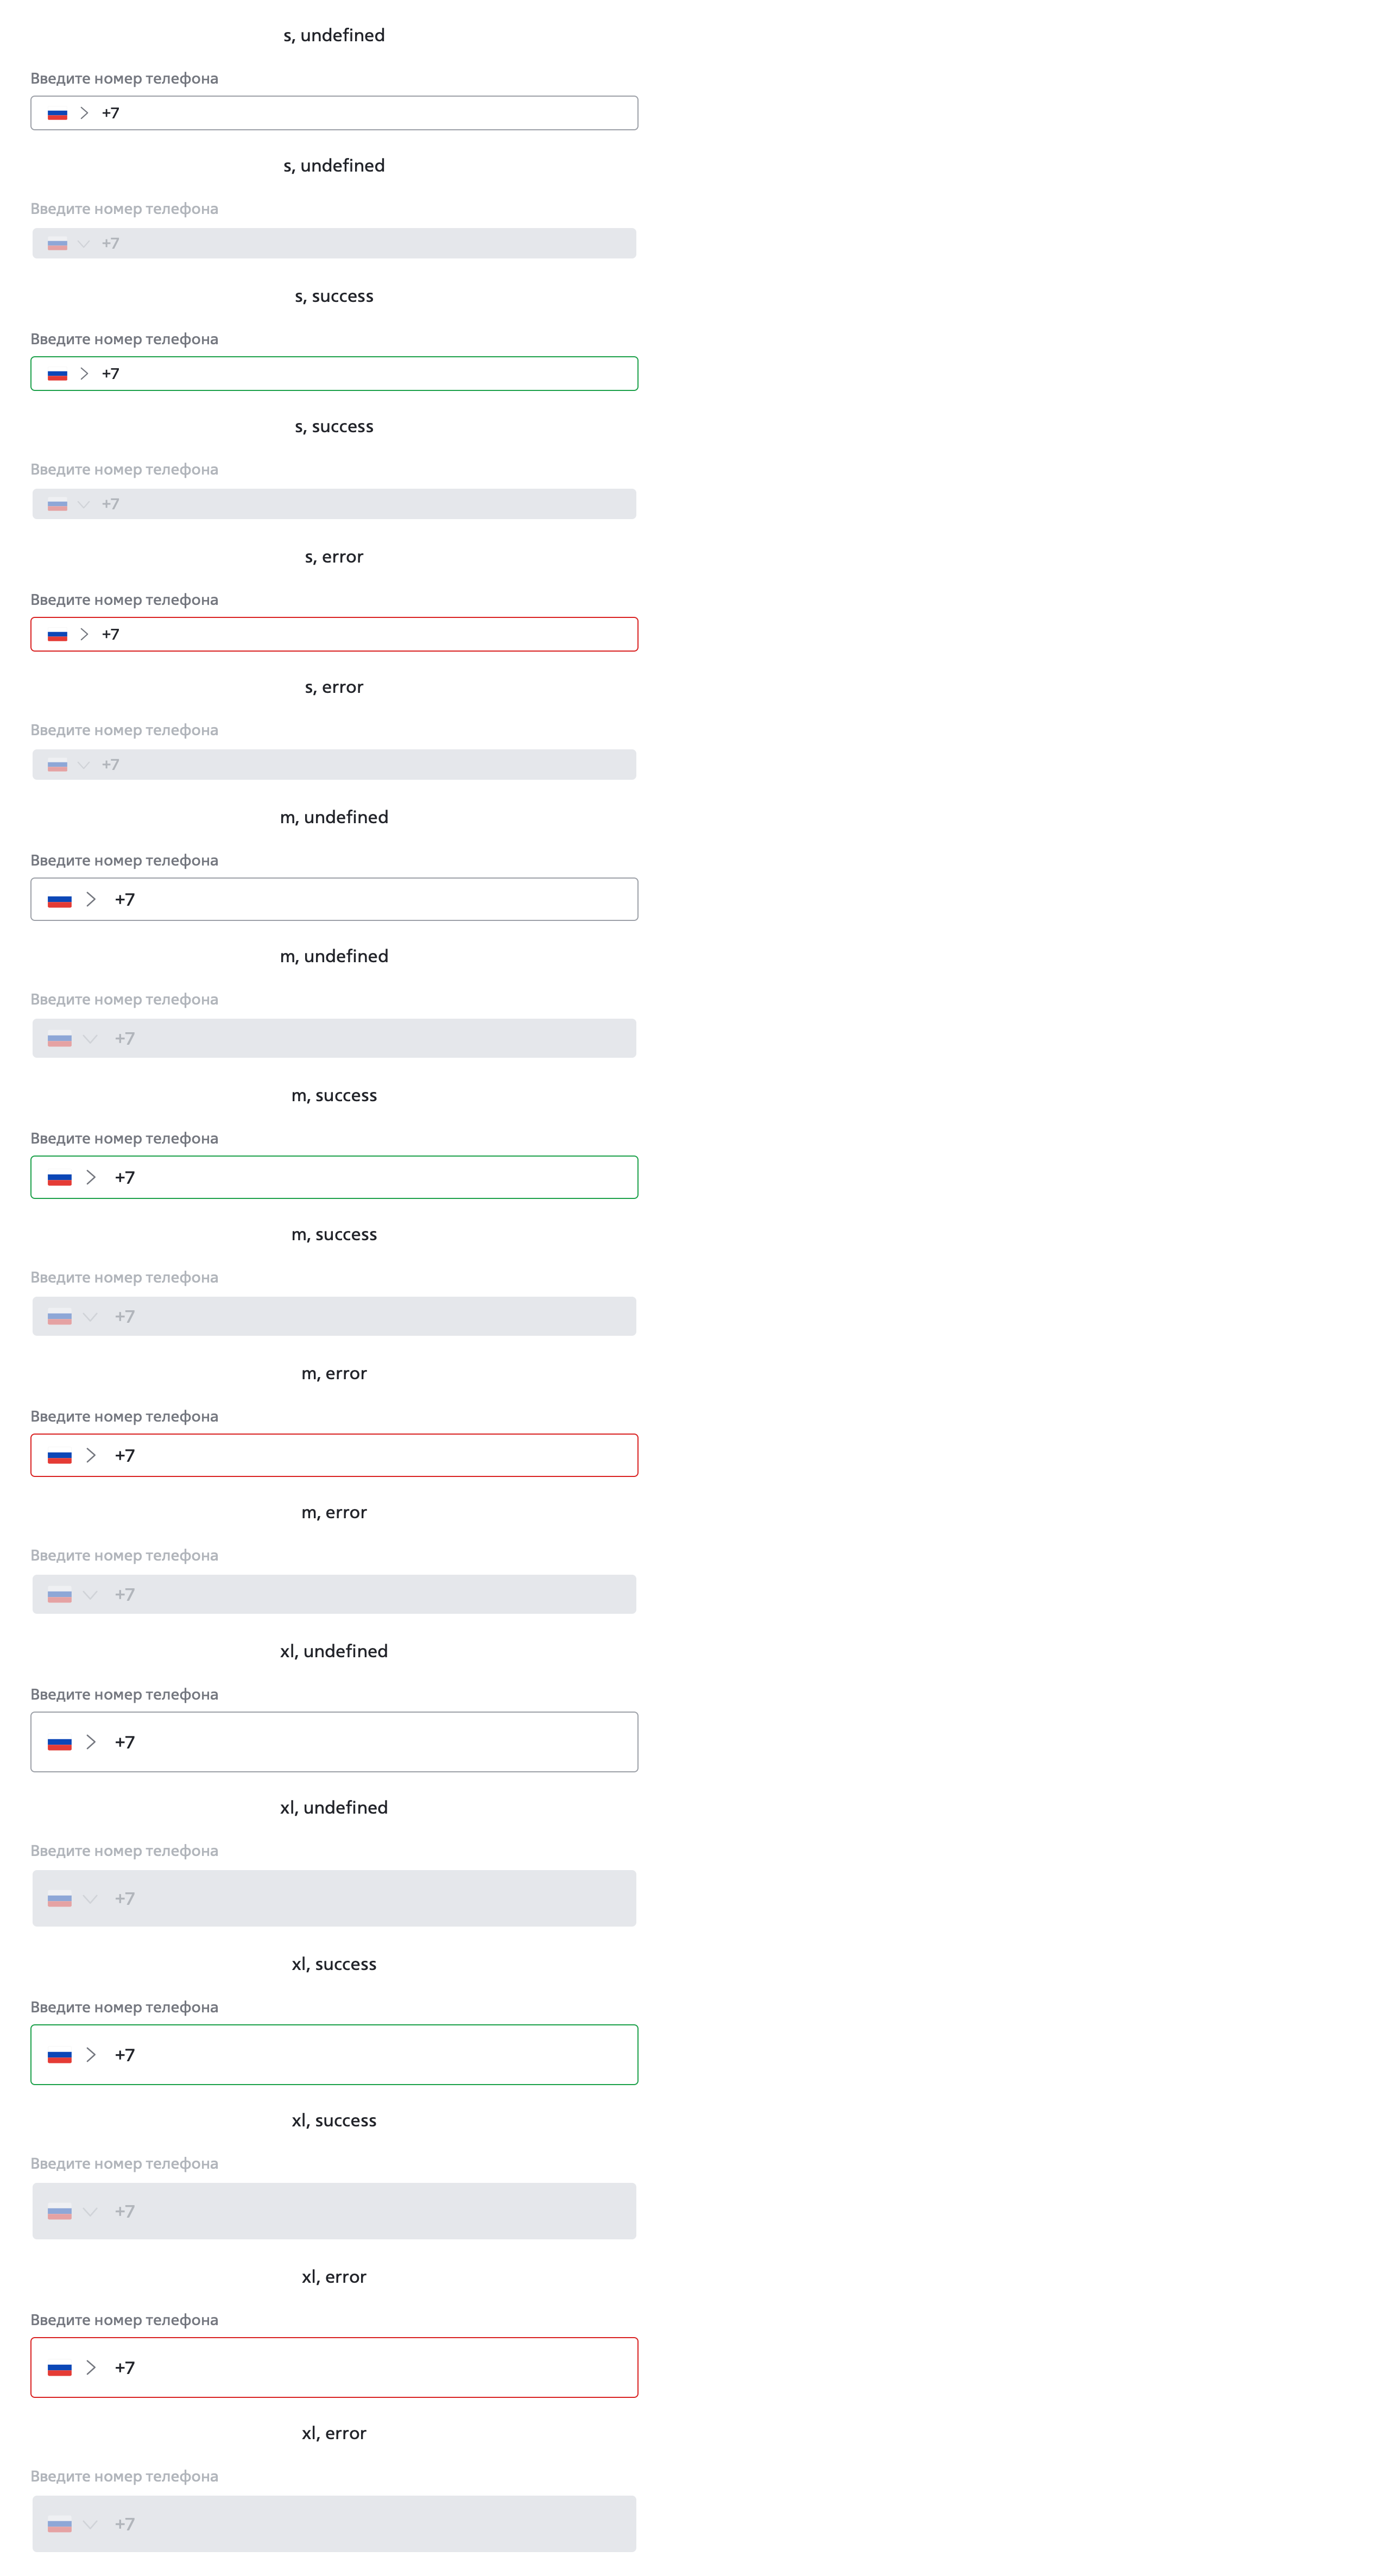 s, undefined
Введите номер телефона
+7
s, undefined
Введите номер телефона
+7
s, success
Введите номер телефона
+7
s, success
Введите номер телефона
+7
s, error
Введите номер телефона
+7
s, error
Введите номер телефона
+7
m, undefined
Введите номер телефона
+7
m, undefined
Введите номер телефона
+7
m, success
Введите номер телефона
+7
m, success
Введите номер телефона
+7
m, error
Введите номер телефона
+7
m, error
Введите номер телефона
+7
xl, undefined
Введите номер телефона
+7
xl, undefined
Введите номер телефона
+7
xl, success
Введите номер телефона
+7
xl, success
Введите номер телефона
+7
xl, error
Введите номер телефона
+7
xl, error
Введите номер телефона
+7